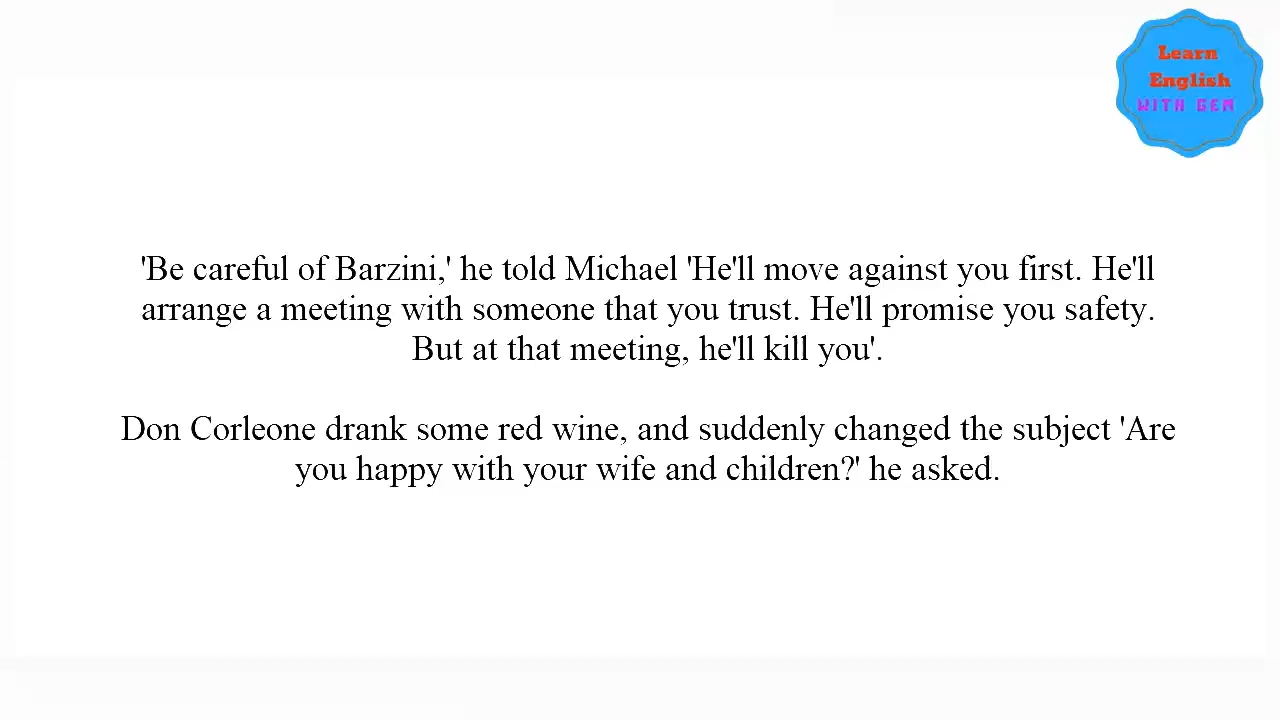 Learn
English
WITH GEM
'Be careful of Barzini,' he told Michael 'He'll move against you first. He'll
arrange a meeting with someone that you trust. He'll promise you safety.
But at that meeting, he'll kill you'.
Don Corleone drank some red wine, and suddenly changed the subject 'Are
you happy with your wife and children?' he asked.